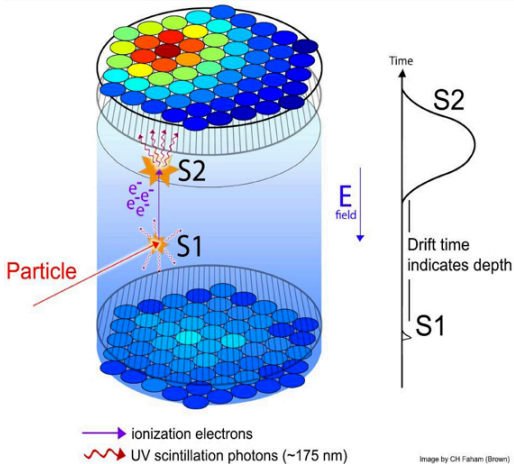 Time
S2
S2
e⁻e⁻
e⁻e⁻
e⁻
E
field
S1
Drift time
indicates depth
Particle
S1
ionization electrons
UV scintillation photons (~175 nm)
Image by CH Faham (Brown)